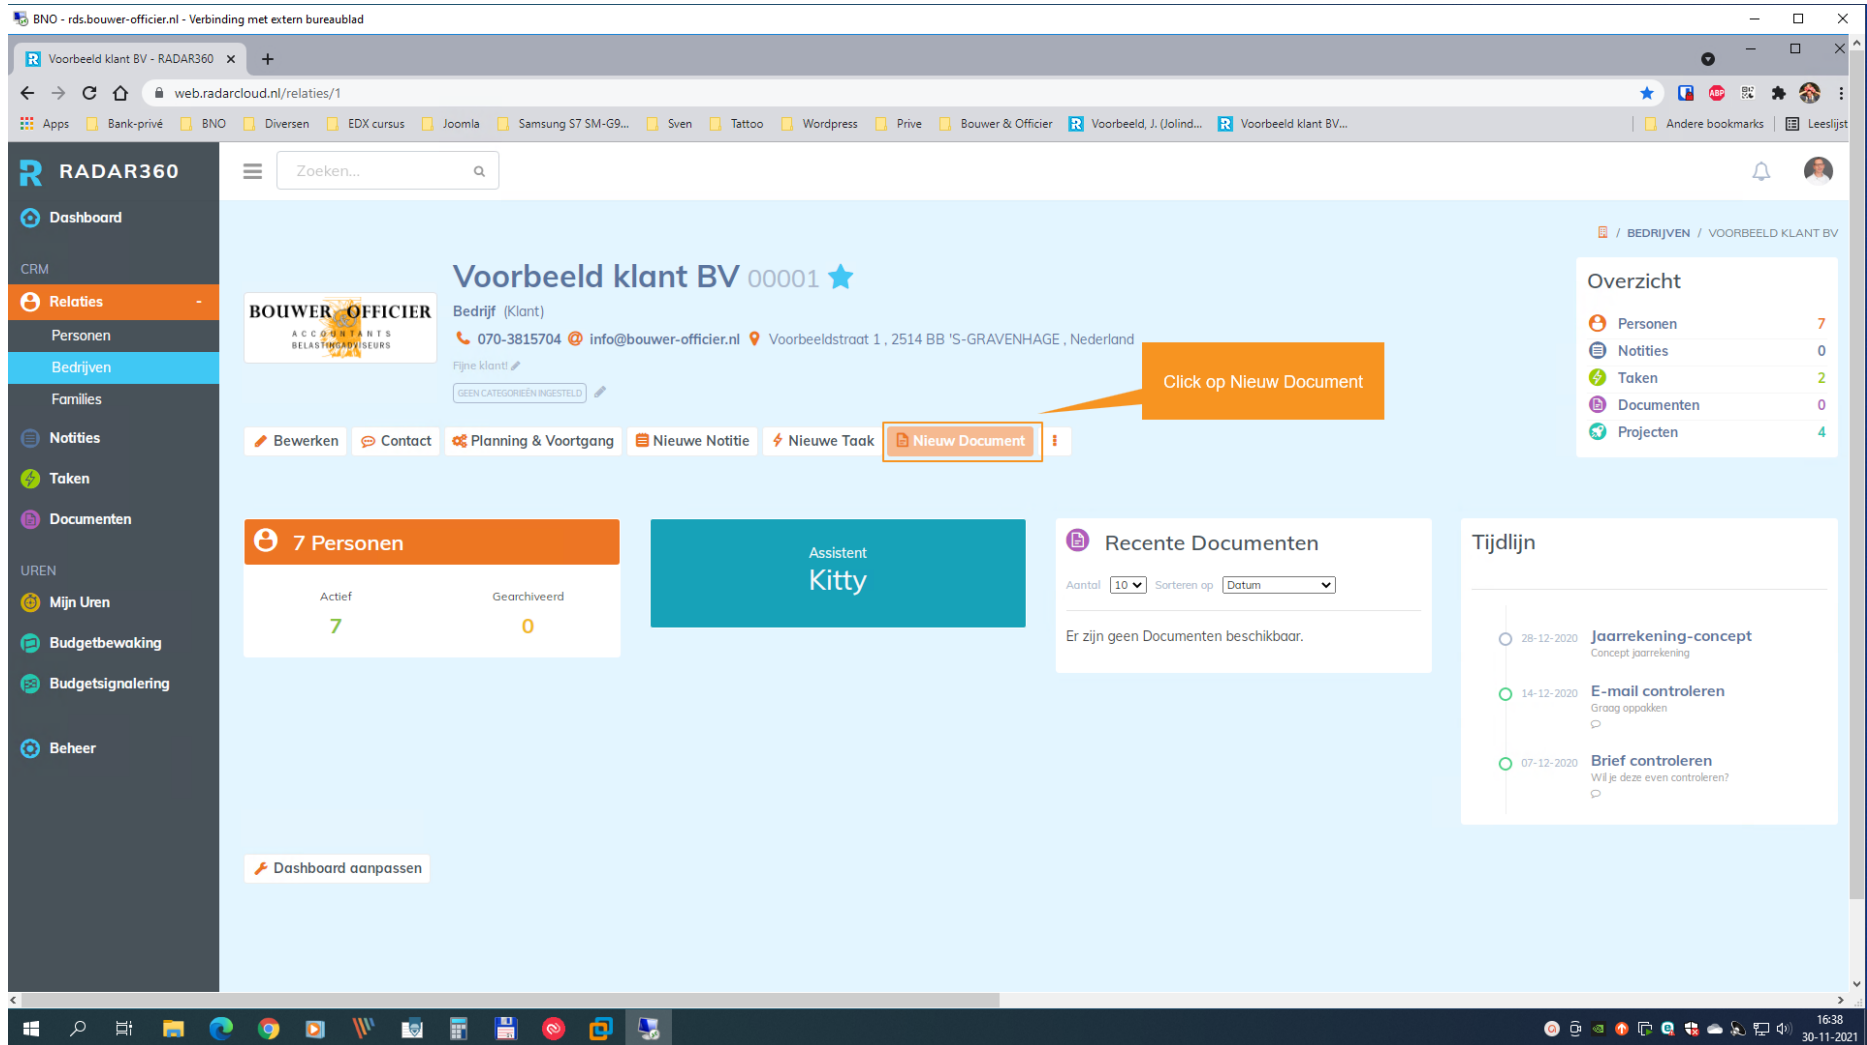 BNO - rds.bouwer-officier.nl - Verbinding met extern bureaublad
Voorbeeld klant BV - RADAR360
web.radarcloud.nl/relaties/1
Apps Bank-privé BNO Diversen EDX cursus Joomla Samsung S7 SM-G9... Sven Tattoo Wordpress Prive Bouwer & Officier Voorbeeld, J. (Jolind... Voorbeeld klant BV... Andere bookmarks Leeslijst
RADAR360
Zoeken...
Dashboard
CRM
Relaties -
Personen
Bedrijven
Families
Notities
Taken
Documenten
UREN
Mijn Uren
Budgetbewaking
Budgetsignalering
Beheer
/ BEDRIJVEN / VOORBEELD KLANT BV
BOUWER & OFFICIER
ACCOUNTANTS
BELASTINGADVISEURS
Voorbeeld klant BV 00001
Bedrijf (Klant)
070-3815704 @ info@bouwer-officier.nl Voorbeeldstraat 1 , 2514 BB 'S-GRAVENHAGE , Nederland
Fijne klant!
GEEN CATEGORIEËN INGESTELD
Click op Nieuw Document
Bewerken Contact Planning & Voortgang Nieuwe Notitie Nieuwe Taak Nieuw Document
Overzicht
Personen 7
Notities 0
Taken 2
Documenten 0
Projecten 4
7 Personen
Actief Gearchiveerd
7 0
Assistent
Kitty
Recente Documenten
Aantal 10 Sorteren op Datum
Er zijn geen Documenten beschikbaar.
Tijdlijn
28-12-2020 Jaarrekening-concept
Concept jaarrekening
14-12-2020 E-mail controleren
Graag oppakken
07-12-2020 Brief controleren
Wil je deze even controleren?
Dashboard aanpassen
16:38
30-11-2021